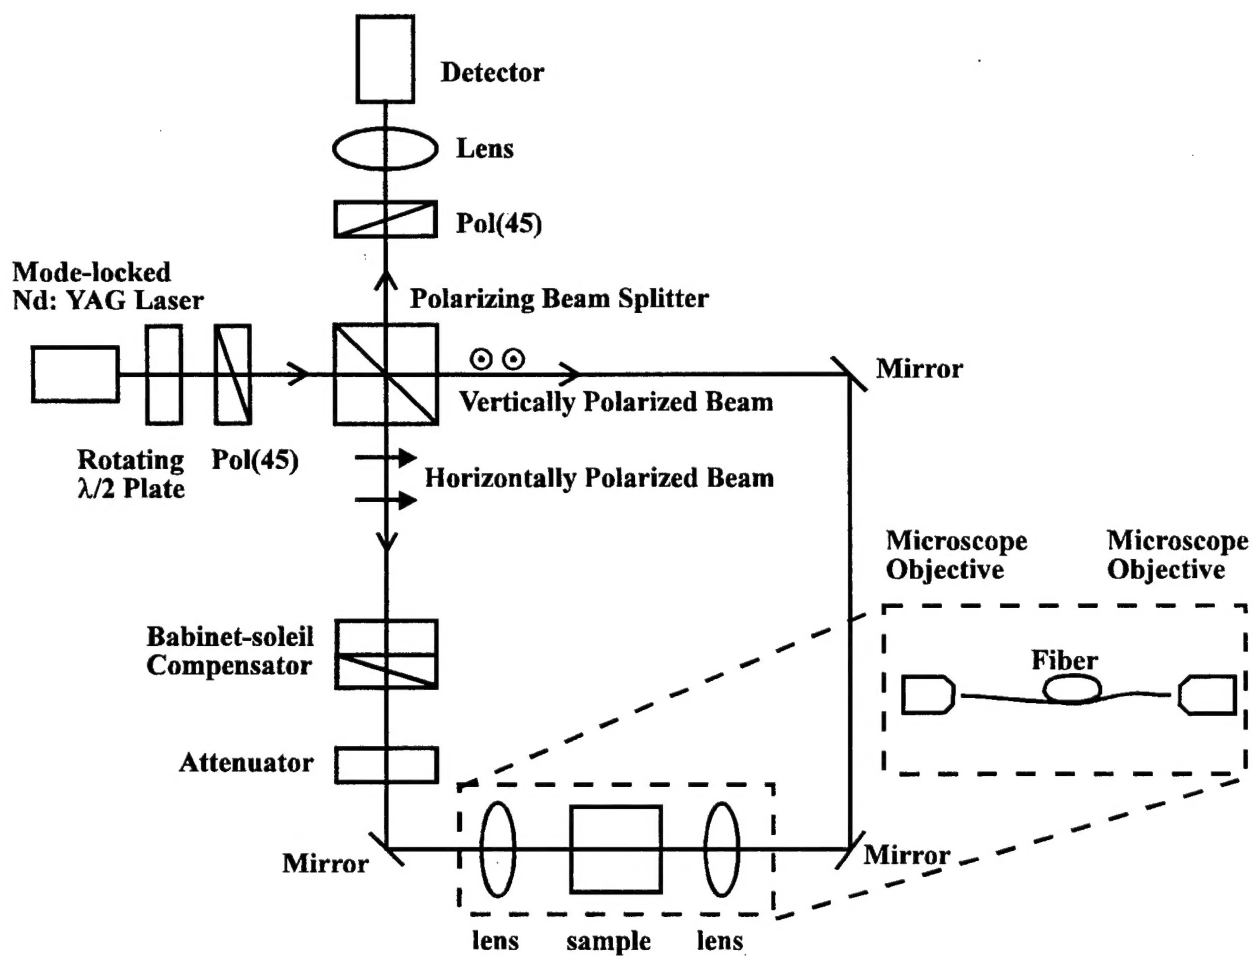 Detector
Lens
Pol(45)
Mode-locked
Nd: YAG Laser
Polarizing Beam Splitter
Mirror
Vertically Polarized Beam
Rotating
λ/2 Plate
Pol(45)
Horizontally Polarized Beam
Microscope
Objective
Microscope
Objective
Babinet-soleil
Compensator
Fiber
Attenuator
Mirror
Mirror
lens
sample
lens